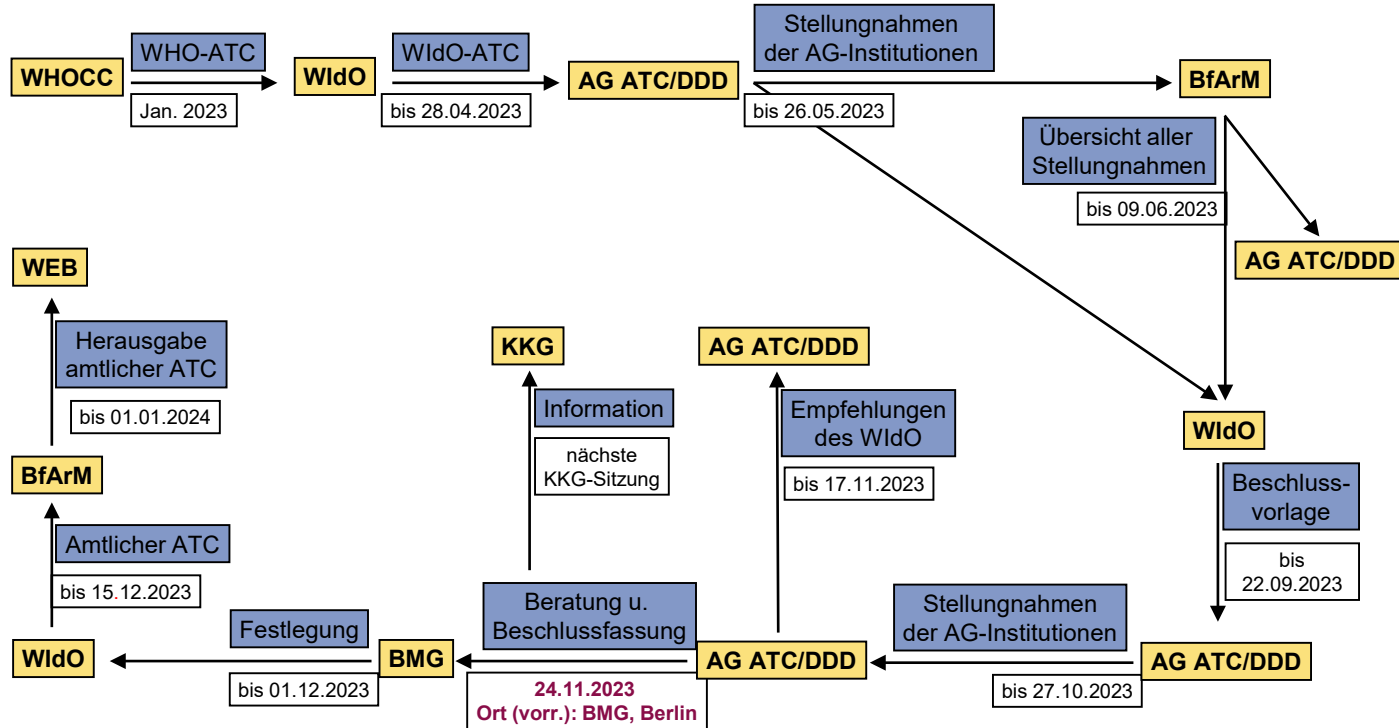 WHOCC
WHO-ATC
Jan. 2023
WIdO
WIdO-ATC
bis 28.04.2023
AG ATC/DDD
Stellungnahmen
der AG-Institutionen
bis 26.05.2023
BfArM
Übersicht aller
Stellungnahmen
bis 09.06.2023
AG ATC/DDD
WIdO
Beschluss-
vorlage
bis
22.09.2023
AG ATC/DDD
Stellungnahmen
der AG-Institutionen
bis 27.10.2023
AG ATC/DDD
Empfehlungen
des WIdO
bis 17.11.2023
AG ATC/DDD
Beratung u.
Beschlussfassung
24.11.2023
Ort (vorr.): BMG, Berlin
KKG
Information
nächste
KKG-Sitzung
BMG
Festlegung
bis 01.12.2023
WIdO
Amtlicher ATC
bis 15.12.2023
BfArM
Herausgabe
amtlicher ATC
bis 01.01.2024
WEB